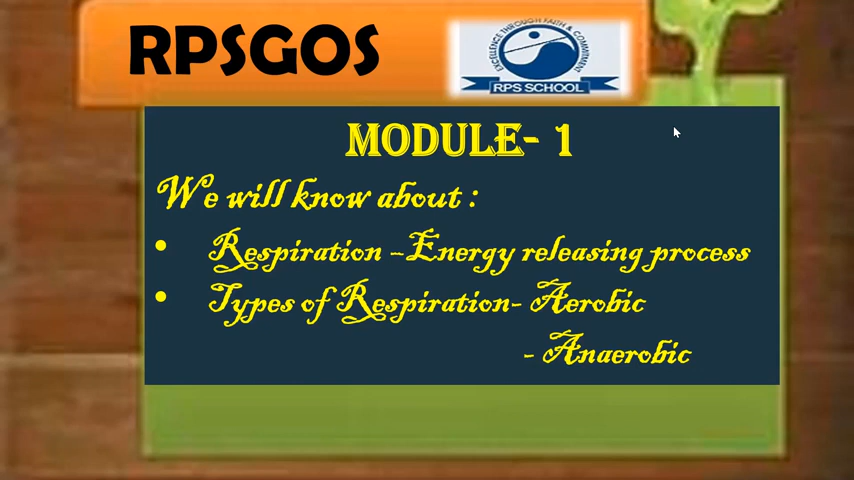 RPSGOS
EXCELLENCE THROUGH FAITH & COMMITMENT
RPS SCHOOL
MODULE- 1
We will know about :
• Respiration –Energy releasing process
• Types of Respiration- Aerobic
- Anaerobic